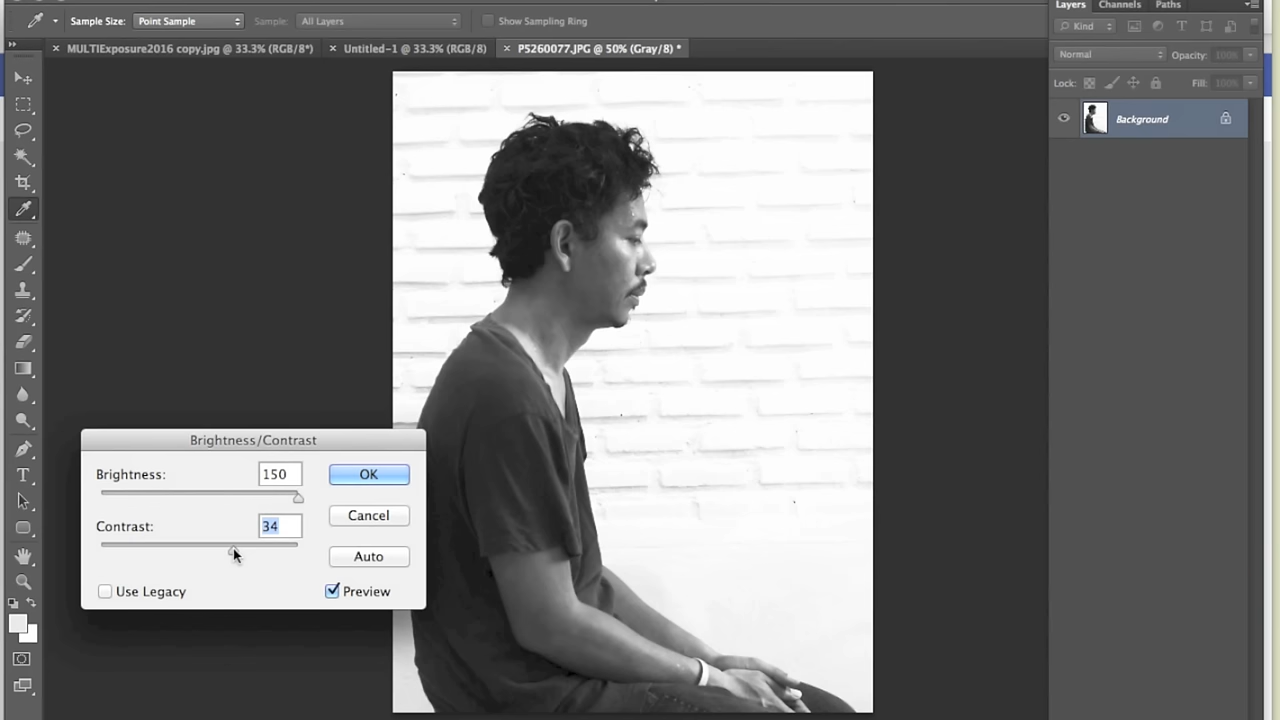 Sample Size: Point Sample Sample: All Layers Show Sampling Ring
MULTIExposure2016 copy.jpg @ 33.3% (RGB/8*) Untitled-1 @ 33.3% (RGB/8) P5260077.JPG @ 50% (Gray/8) *
Layers Channels Paths
Kind
Normal Opacity: 100%
Lock: Fill: 100%
Background
Brightness/Contrast
Brightness: 150 OK
Cancel
Contrast: 34
Auto
Use Legacy Preview